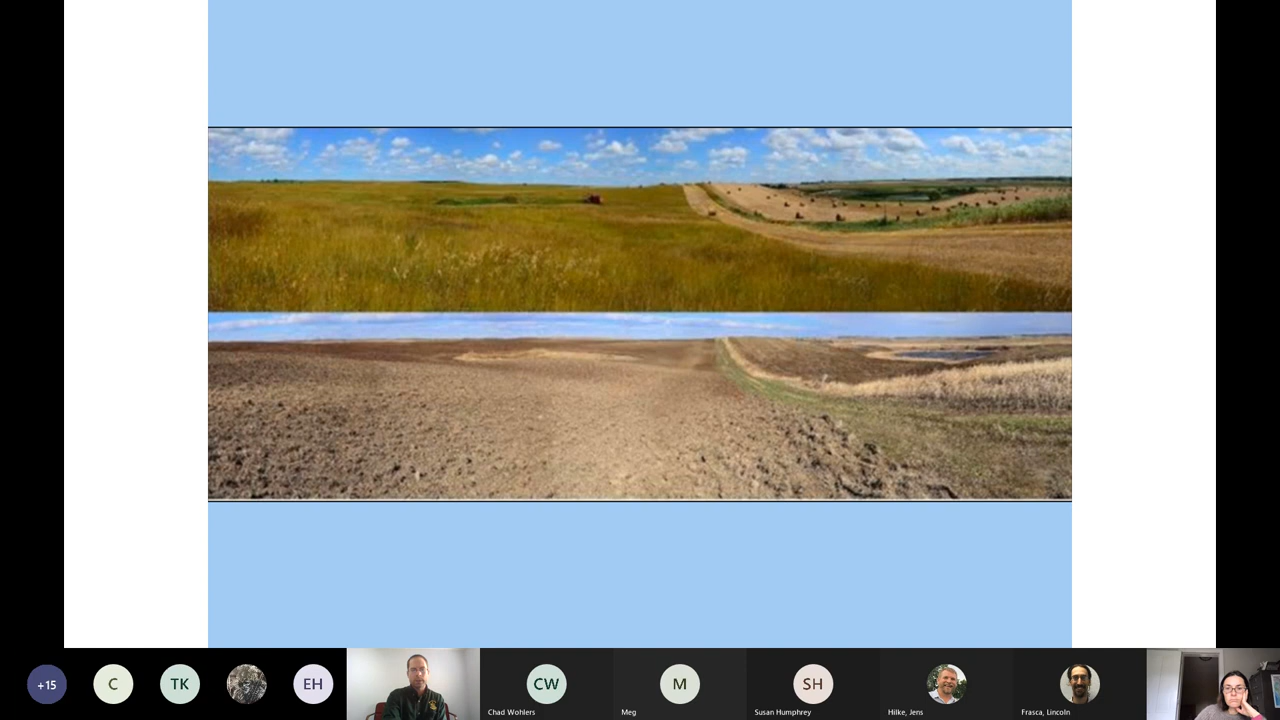 +15
C
TK
EH
CW
Chad Wohlers
M
Meg
SH
Susan Humphrey
Hilke, Jens
Frasca, Lincoln